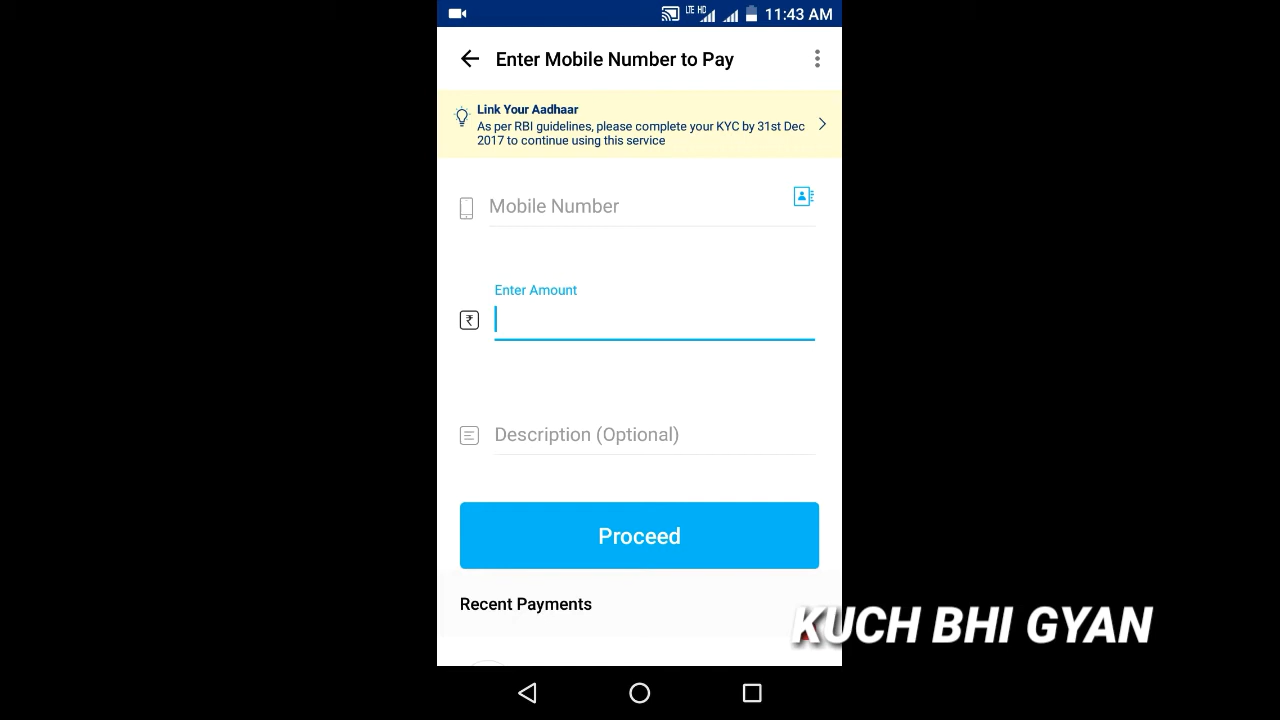 LTE HD 11:43 AM
Enter Mobile Number to Pay
Link Your Aadhaar
As per RBI guidelines, please complete your KYC by 31st Dec
2017 to continue using this service
Mobile Number
Enter Amount
₹
Description (Optional)
Proceed
Recent Payments
KUCH BHI GYAN